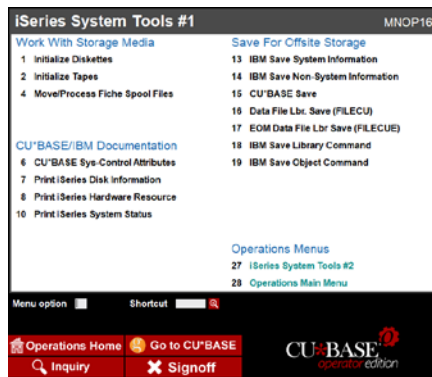 iSeries System Tools #1
MNOP16
Work With Storage Media
1 Initialize Diskettes
2 Initialize Tapes
4 Move/Process Fiche Spool Files
CU*BASE/IBM Documentation
6 CU*BASE Sys-Control Attributes
7 Print iSeries Disk Information
8 Print iSeries Hardware Resource
10 Print iSeries System Status
Save For Offsite Storage
13 IBM Save System Information
14 IBM Save Non-System Information
15 CU*BASE Save
16 Data File Lbr. Save (FILECU)
17 EOM Data File Lbr Save (FILECUE)
18 IBM Save Library Command
19 IBM Save Object Command
Operations Menus
27 iSeries System Tools #2
28 Operations Main Menu
Menu option
Shortcut
Operations Home
Go to CU*BASE
Inquiry
Signoff
CU*BASE
operator edition